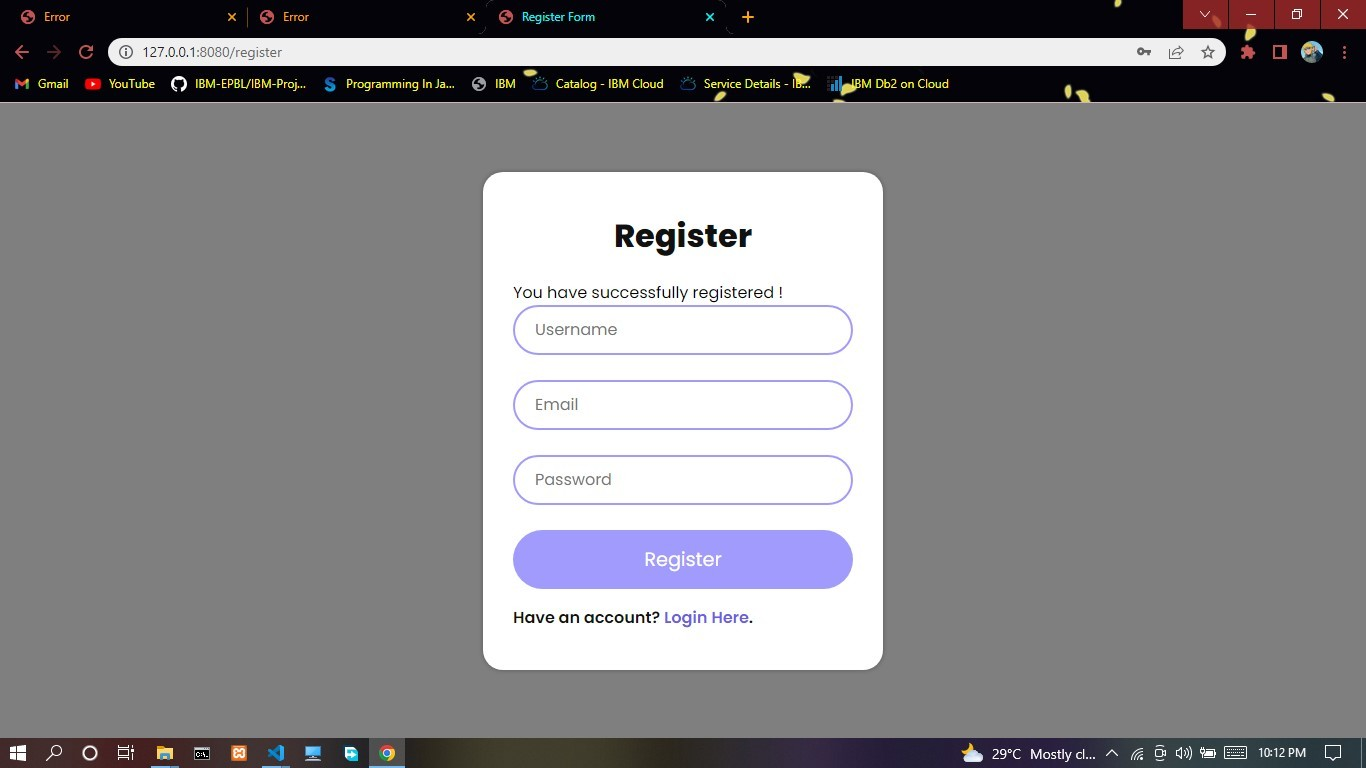 Error
Error
Register Form
127.0.0.1:8080/register
Gmail
YouTube
IBM-EPBL/IBM-Proj...
Programming In Ja...
IBM
Catalog - IBM Cloud
Service Details - IB...
IBM Db2 on Cloud
Register
You have successfully registered !
Username
Email
Password
Register
Have an account? Login Here.
29°C Mostly cl...
10:12 PM